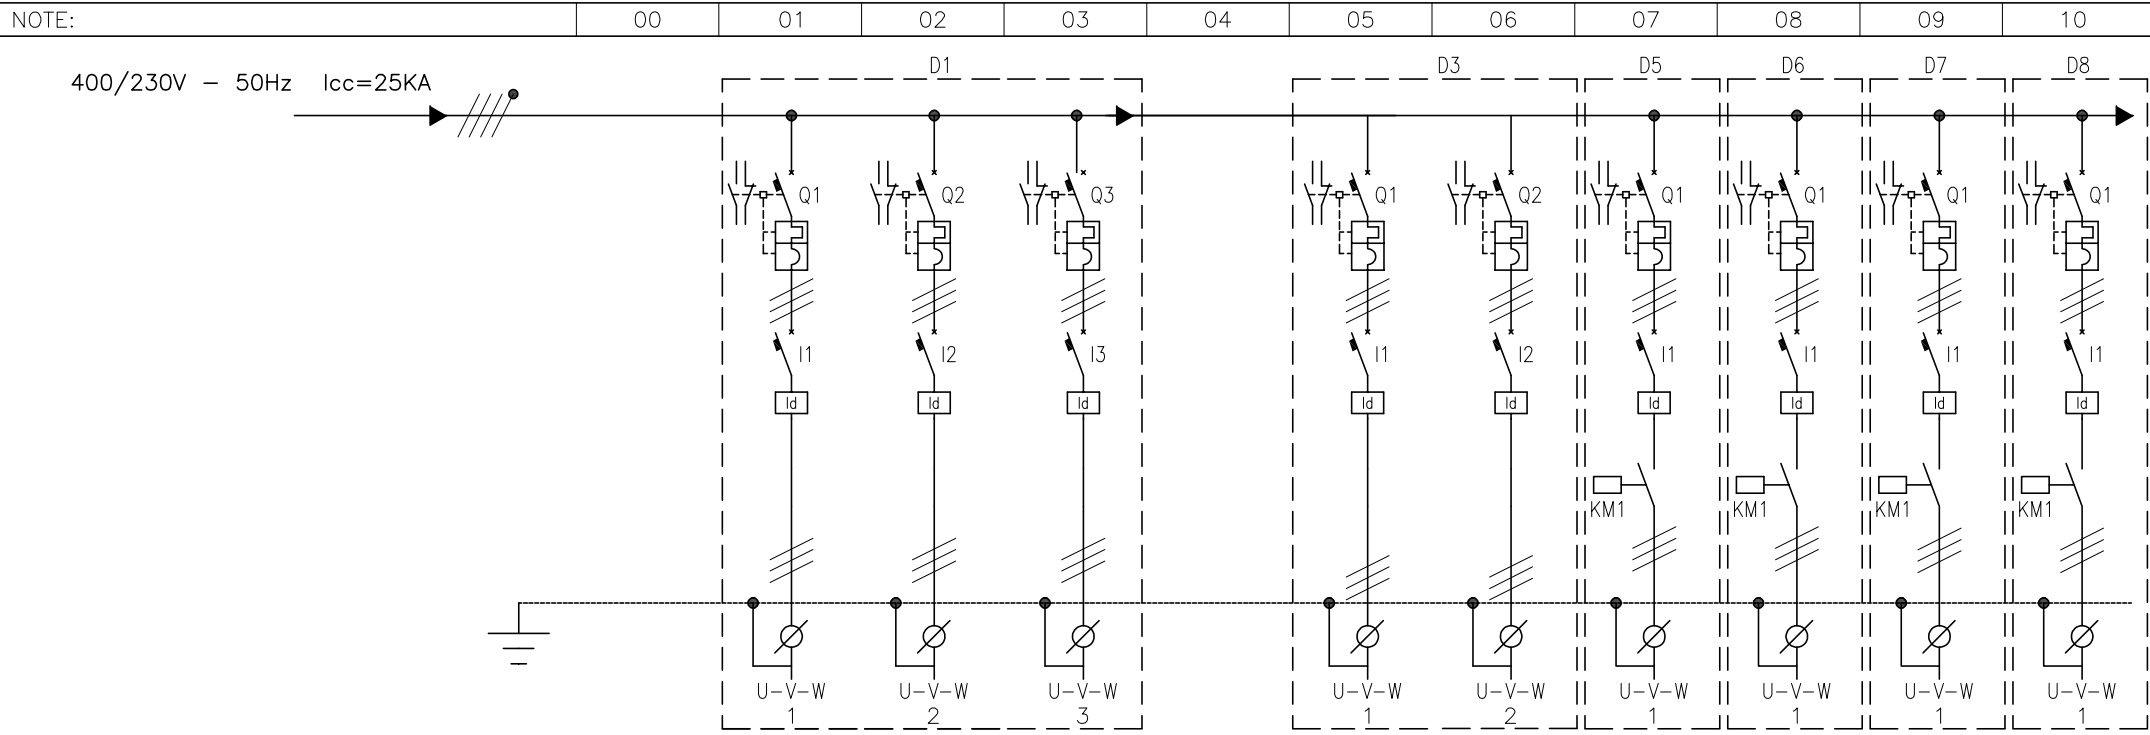 NOTE: 00 01 02 03 04 05 06 07 08 09 10
D1 D3 D5 D6 D7 D8
400/230V - 50Hz Icc=25KA
Q1 Q2 Q3 Q1 Q2 Q1 Q1 Q1 Q1
I1 I2 I3 I1 I2 I1 I1 I1 I1
Id Id Id Id Id Id Id Id Id
KM1 KM1 KM1 KM1
U-V-W U-V-W U-V-W U-V-W U-V-W U-V-W U-V-W U-V-W U-V-W
1 2 3 1 2 1 1 1 1